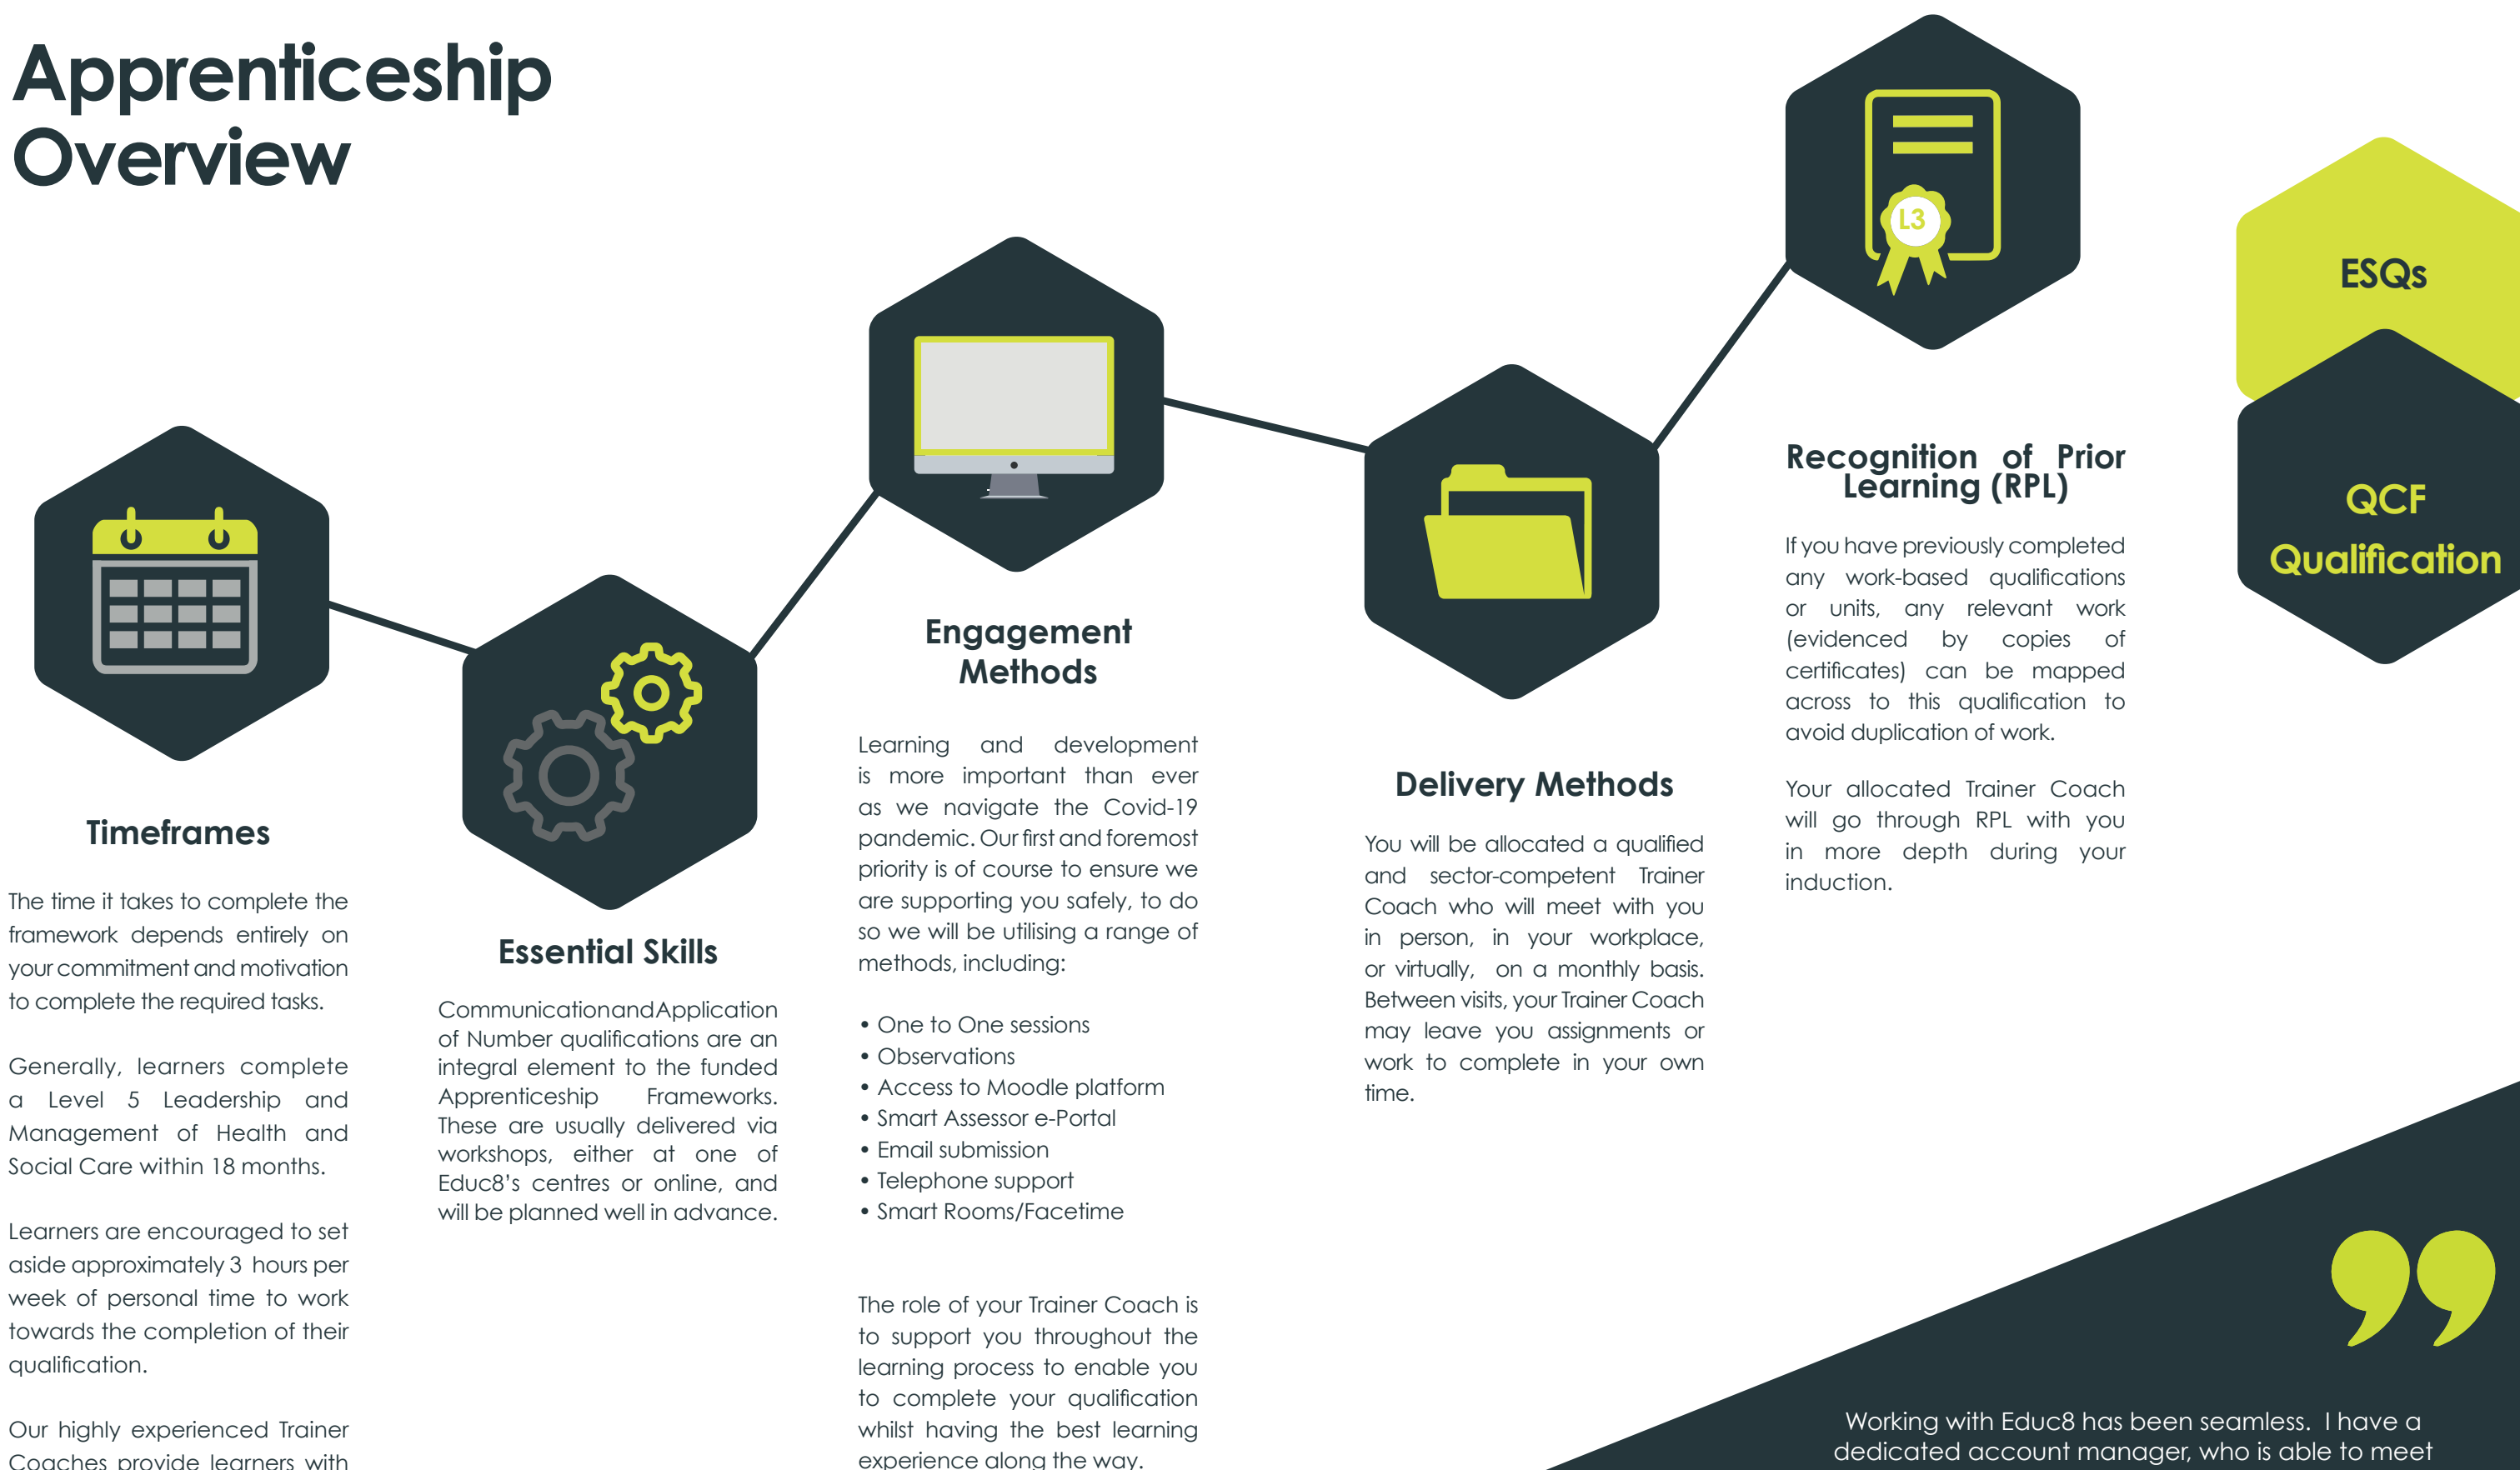 Apprenticeship
Overview
Timeframes
The time it takes to complete the
framework depends entirely on
your commitment and motivation
to complete the required tasks.
Generally, learners complete
a Level 5 Leadership and
Management of Health and
Social Care within 18 months.
Learners are encouraged to set
aside approximately 3 hours per
week of personal time to work
towards the completion of their
qualification.
Our highly experienced Trainer
Coaches provide learners with
Essential Skills
CommunicationandApplication
of Number qualifications are an
integral element to the funded
Apprenticeship Frameworks.
These are usually delivered via
workshops, either at one of
Educ8's centres or online, and
will be planned well in advance.
Engagement
Methods
Learning and development
is more important than ever
as we navigate the Covid-19
pandemic. Our first and foremost
priority is of course to ensure we
are supporting you safely, to do
so we will be utilising a range of
methods, including:
• One to One sessions
• Observations
• Access to Moodle platform
• Smart Assessor e-Portal
• Email submission
• Telephone support
• Smart Rooms/Facetime
The role of your Trainer Coach is
to support you throughout the
learning process to enable you
to complete your qualification
whilst having the best learning
experience along the way.
Delivery Methods
You will be allocated a qualified
and sector-competent Trainer
Coach who will meet with you
in person, in your workplace,
or virtually, on a monthly basis.
Between visits, your Trainer Coach
may leave you assignments or
work to complete in your own
time.
L3
Recognition of Prior
Learning (RPL)
If you have previously completed
any work-based qualifications
or units, any relevant work
(evidenced by copies of
certificates) can be mapped
across to this qualification to
avoid duplication of work.
Your allocated Trainer Coach
will go through RPL with you
in more depth during your
induction.
ESQs
QCF
Qualification
Working with Educ8 has been seamless. I have a
dedicated account manager, who is able to meet